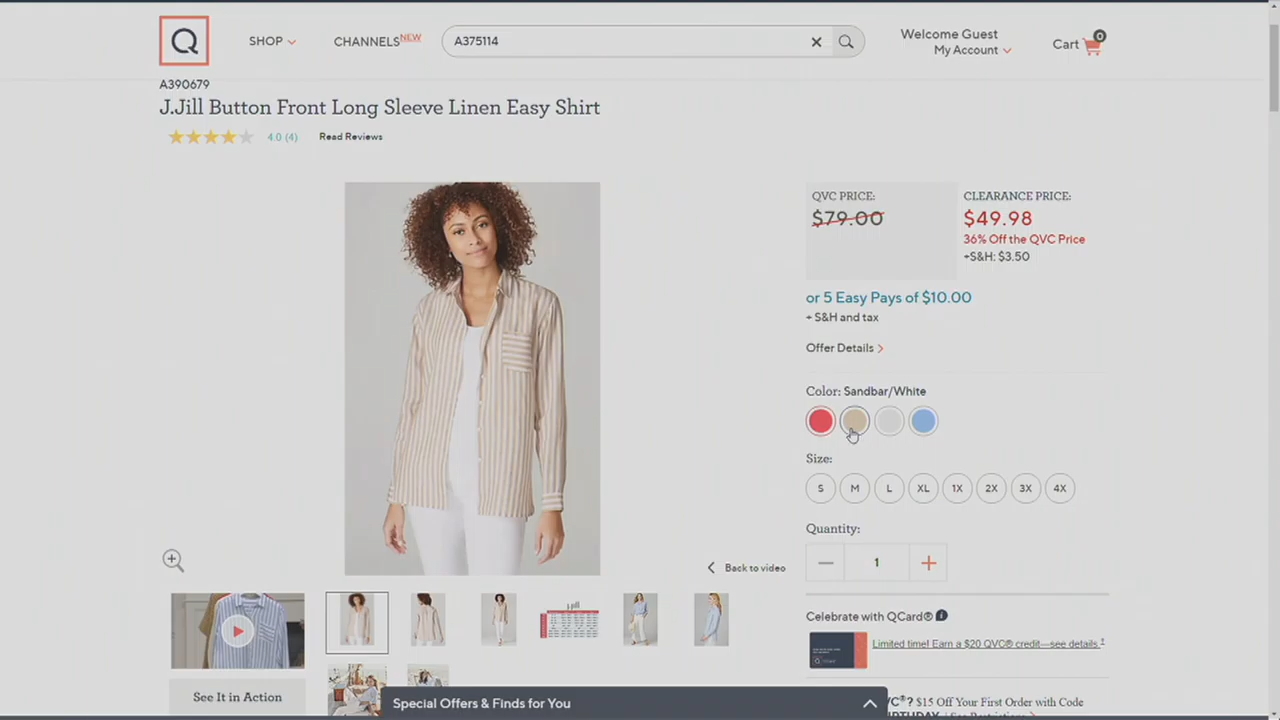 Q
SHOP
CHANNELS NEW
A375114
Welcome Guest
My Account
Cart
0
A390679
J.Jill Button Front Long Sleeve Linen Easy Shirt
4.0 (4)
Read Reviews
QVC PRICE:
$79.00
CLEARANCE PRICE:
$49.98
36% Off the QVC Price
+S&H: $3.50
or 5 Easy Pays of $10.00
+ S&H and tax
Offer Details
Color: Sandbar/White
Size:
S M L XL 1X 2X 3X 4X
Quantity:
1
Back to video
Celebrate with QCard®
Limited time! Earn a $20 QVC® credit—see details.‡
See It in Action
Special Offers & Finds for You
$15 Off Your First Order with Code
See Restrictions